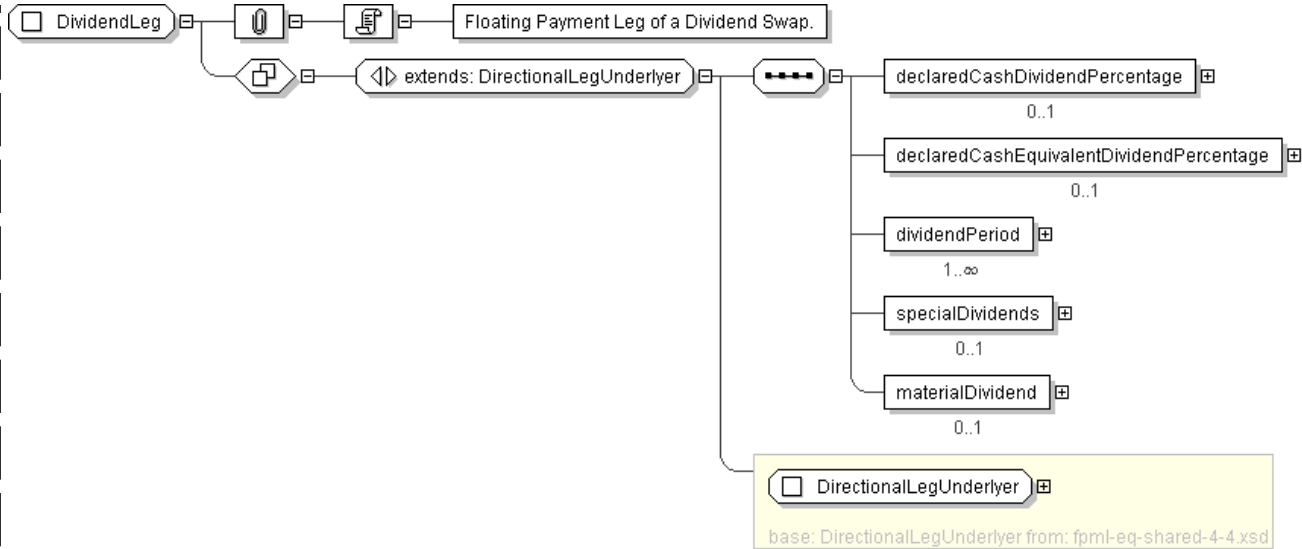 DividendLeg
Floating Payment Leg of a Dividend Swap.
extends: DirectionalLegUnderlyer
declaredCashDividendPercentage
0..1
declaredCashEquivalentDividendPercentage
0..1
dividendPeriod
1..∞
specialDividends
0..1
materialDividend
0..1
DirectionalLegUnderlyer
base: DirectionalLegUnderlyer from: fpml-eq-shared-4-4.xsd